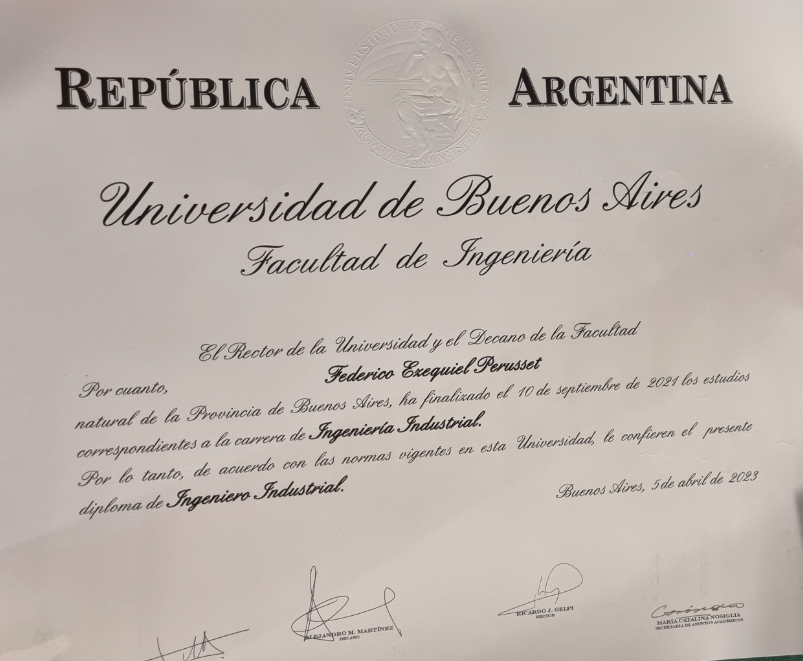 REPÚBLICA ARGENTINA
Universidad de Buenos Aires
Facultad de Ingeniería
El Rector de la Universidad y el Decano de la Facultad
Por cuanto, Federico Ezequiel Perusset
natural de la Provincia de Buenos Aires, ha finalizado el 10 de septiembre de 2021 los estudios
correspondientes a la carrera de Ingeniería Industrial.
Por lo tanto, de acuerdo con las normas vigentes en esta Universidad, le confieren el presente
diploma de Ingeniero Industrial.
Buenos Aires, 5 de abril de 2023
ALEJANDRO M. MARTÍNEZ
DECANO
RICARDO J. GELPI
RECTOR
MARÍA CATALINA NOSIGLIA
SECRETARIA DE ASUNTOS ACADÉMICOS